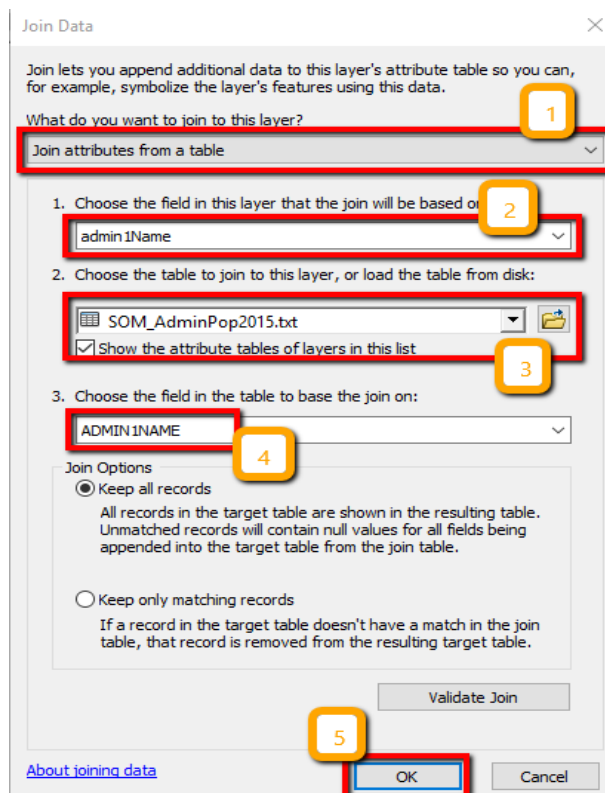 Join Data
Join lets you append additional data to this layer's attribute table so you can,
for example, symbolize the layer's features using this data.
1
What do you want to join to this layer?
Join attributes from a table
1. Choose the field in this layer that the join will be based
2
admin1Name
2. Choose the table to join to this layer, or load the table from disk:
SOM_AdminPop2015.txt
Show the attribute tables of layers in this list
3
3. Choose the field in the table to base the join on:
ADMIN1NAME
4
Join Options
Keep all records
All records in the target table are shown in the resulting table.
Unmatched records will contain null values for all fields being
appended into the target table from the join table.
Keep only matching records
If a record in the target table doesn't have a match in the join
table, that record is removed from the resulting target table.
Validate Join
5
About joining data
OK
Cancel